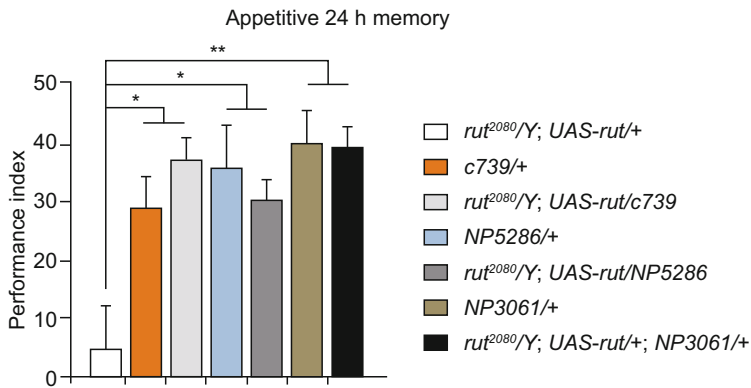 Appetitive 24 h memory
**
*
*
Performance index
50
40
30
20
10
0
rut2080/Y; UAS-rut/+
c739/+
rut2080/Y; UAS-rut/c739
NP5286/+
rut2080/Y; UAS-rut/NP5286
NP3061/+
rut2080/Y; UAS-rut/+; NP3061/+